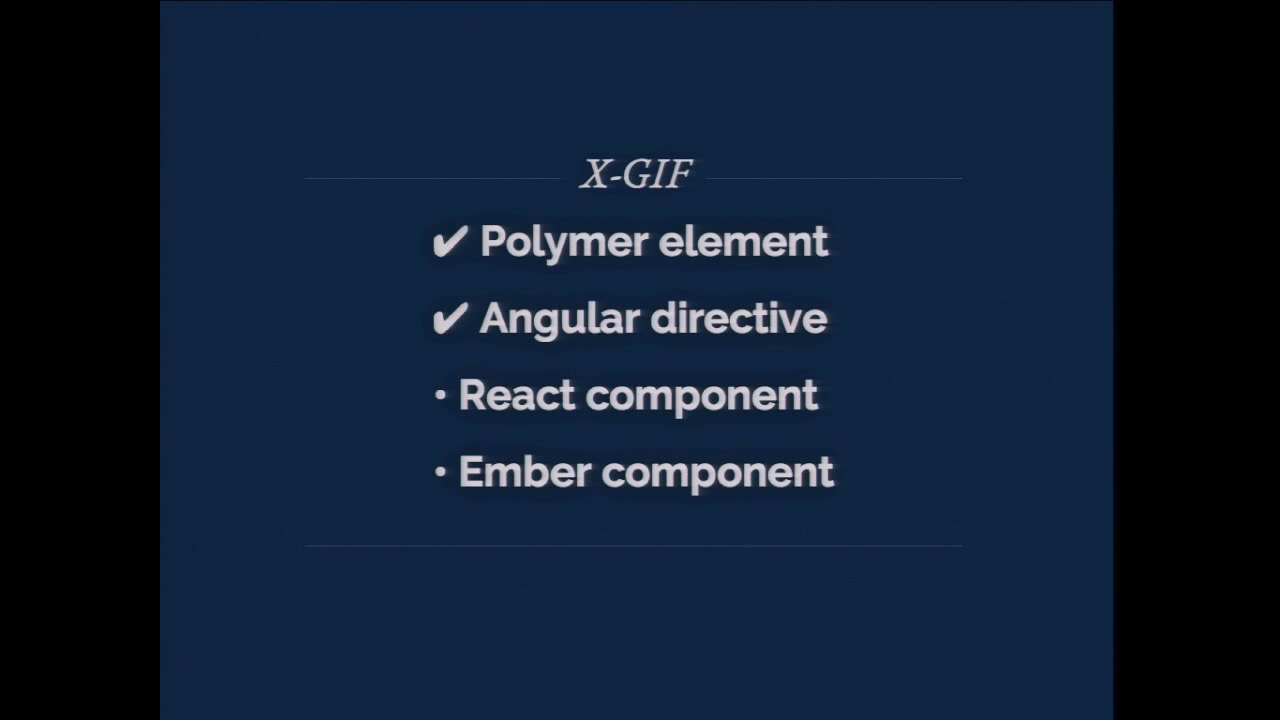 X-GIF
✔ Polymer element
✔ Angular directive
• React component
• Ember component